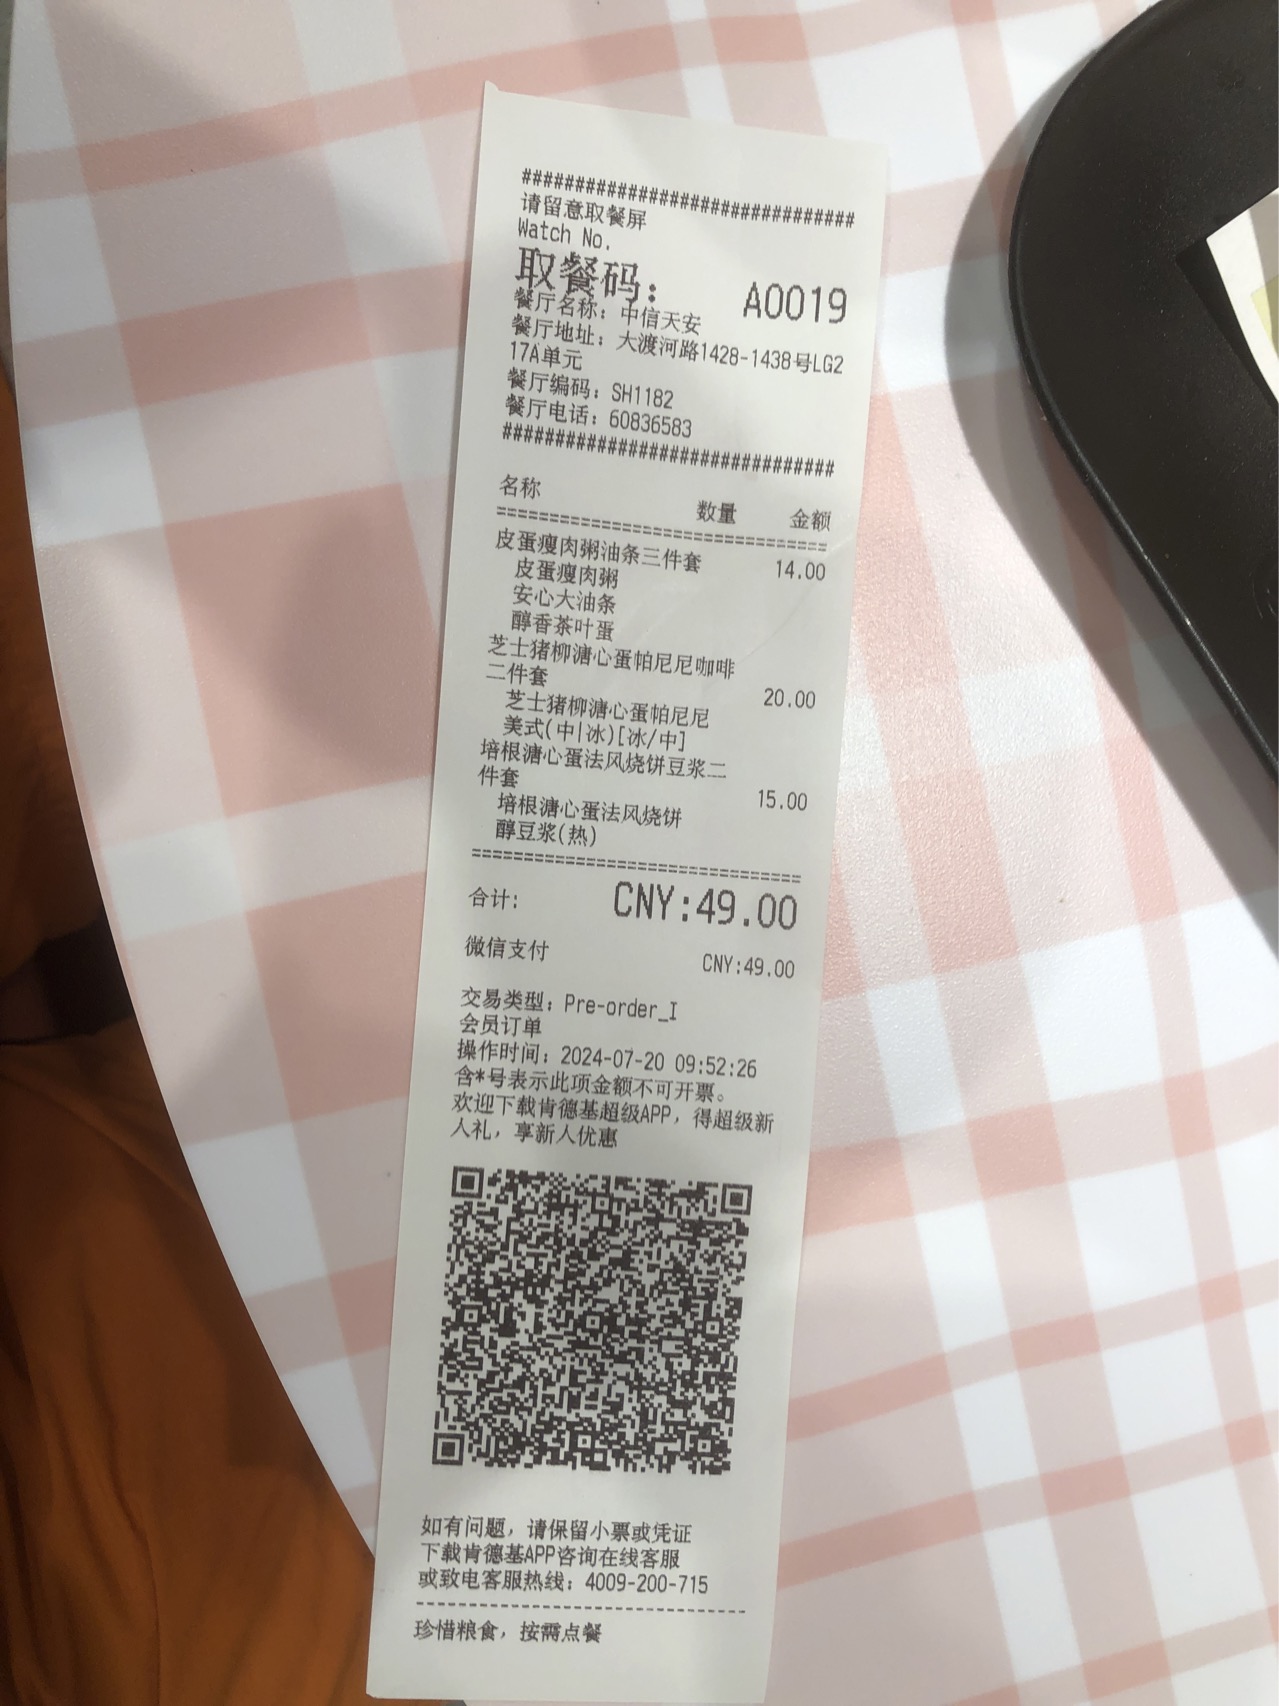 ################################
请留意取餐屏
Watch No.
取餐码: A0019
餐厅名称：中信天安
餐厅地址：大渡河路1428-1438号LG2
17A单元
餐厅编码：SH1182
餐厅电话：60836583
################################
名称 数量 金额
================================
皮蛋瘦肉粥油条三件套 14.00
皮蛋瘦肉粥
安心大油条
醇香茶叶蛋
芝士猪柳溏心蛋帕尼尼咖啡
二件套 20.00
芝士猪柳溏心蛋帕尼尼
美式(中|冰)[冰/中]
培根溏心蛋法风烧饼豆浆二
件套 15.00
培根溏心蛋法风烧饼
醇豆浆(热)
================================
合计: CNY:49.00
微信支付 CNY:49.00
交易类型：Pre-order_I
会员订单
操作时间：2024-07-20 09:52:26
含*号表示此项金额不可开票。
欢迎下载肯德基超级APP，得超级新
人礼，享新人优惠
如有问题，请保留小票或凭证
下载肯德基APP咨询在线客服
或致电客服热线：4009-200-715
--------------------------------
珍惜粮食，按需点餐